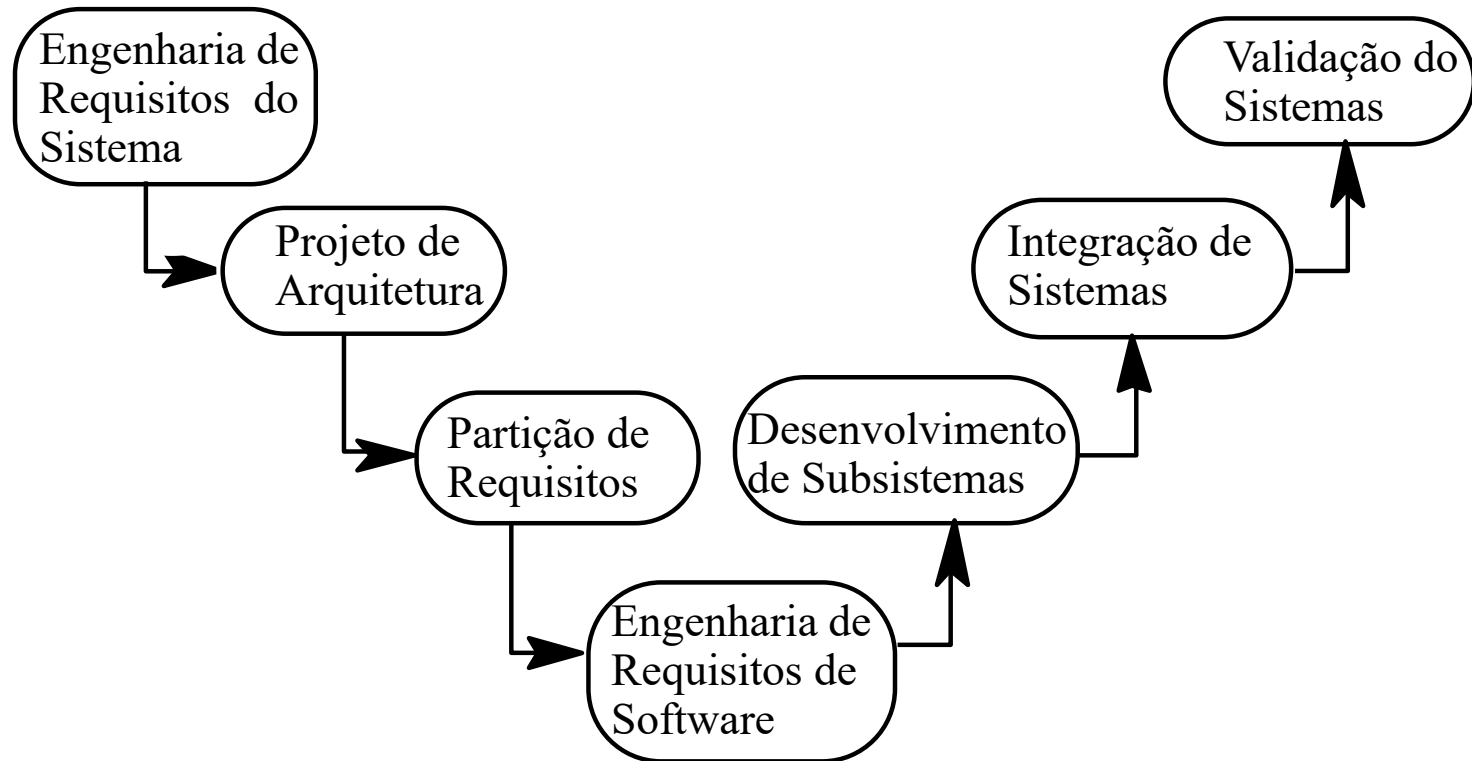 Engenharia de
Requisitos do
Sistema
Projeto de
Arquitetura
Partição de
Requisitos
Engenharia de
Requisitos de
Software
Desenvolvimento
de Subsistemas
Integração de
Sistemas
Validação do
Sistemas